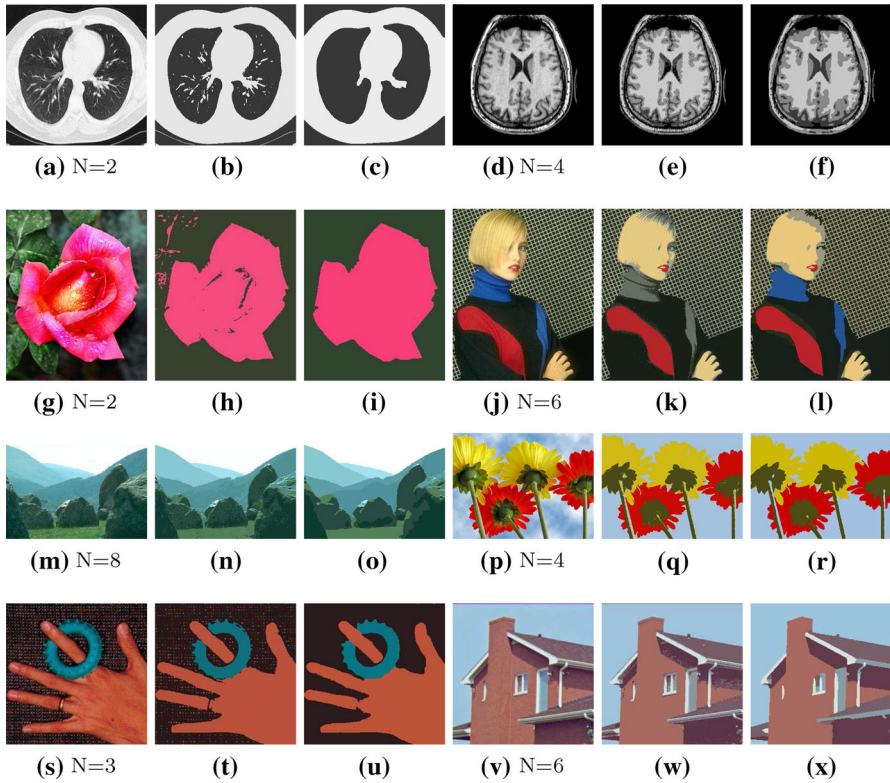 (a) N=2 (b) (c) (d) N=4 (e) (f)
(g) N=2 (h) (i) (j) N=6 (k) (l)
(m) N=8 (n) (o) (p) N=4 (q) (r)
(s) N=3 (t) (u) (v) N=6 (w) (x)